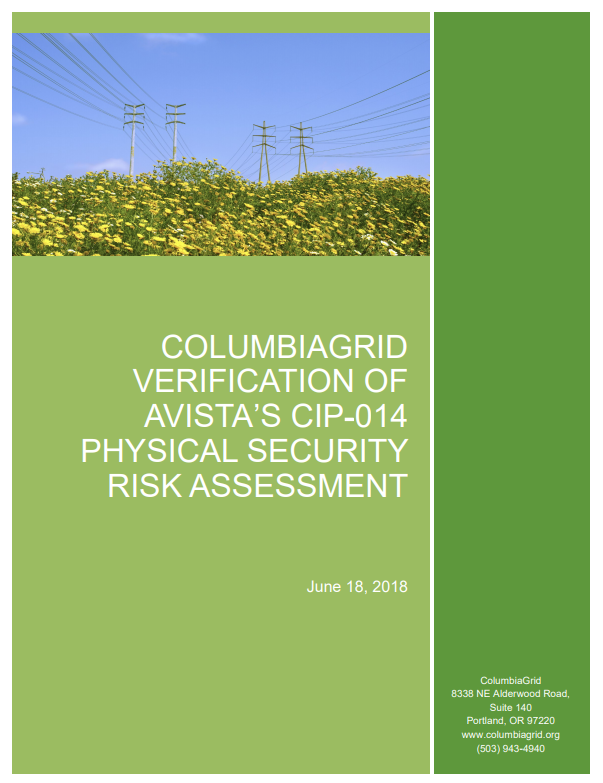 COLUMBIAGRID
VERIFICATION OF
AVISTA'S CIP-014
PHYSICAL SECURITY
RISK ASSESSMENT
June 18, 2018
ColumbiaGrid
8338 NE Alderwood Road,
Suite 140
Portland, OR 97220
www.columbiagrid.org
(503) 943-4940